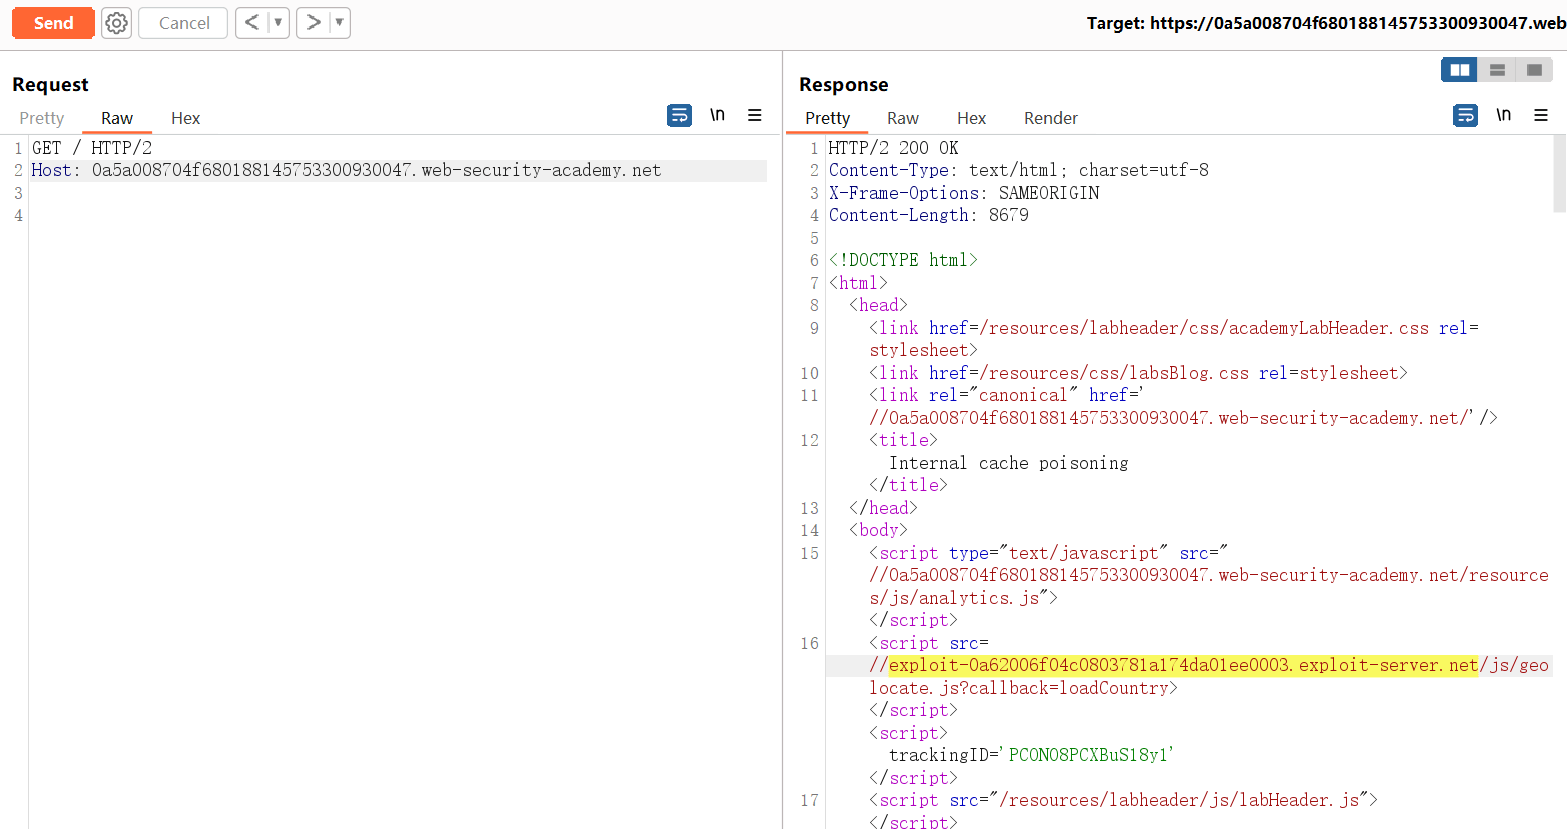 Send
Cancel
Target: https://0a5a008704f680188145753300930047.web
Request
Pretty Raw Hex
\n
1 GET / HTTP/2
2 Host: 0a5a008704f680188145753300930047.web-security-academy.net
3
4
Response
Pretty Raw Hex Render
\n
1 HTTP/2 200 OK
2 Content-Type: text/html; charset=utf-8
3 X-Frame-Options: SAMEORIGIN
4 Content-Length: 8679
5
6 <!DOCTYPE html>
7 <html>
8 <head>
9 <link href=/resources/labheader/css/academyLabHeader.css rel=
stylesheet>
10 <link href=/resources/css/labsBlog.css rel=stylesheet>
11 <link rel="canonical" href='
//0a5a008704f680188145753300930047.web-security-academy.net/'/>
12 <title>
Internal cache poisoning
</title>
13 </head>
14 <body>
15 <script type="text/javascript" src="
//0a5a008704f680188145753300930047.web-security-academy.net/resource
s/js/analytics.js">
</script>
16 <script src=
//exploit-0a62006f04c0803781a174da01ee0003.exploit-server.net/js/geo
locate.js?callback=loadCountry>
</script>
<script>
trackingID='PCONO8PCXBuS18y1'
</script>
17 <script src="/resources/labheader/js/labHeader.js">
</script>